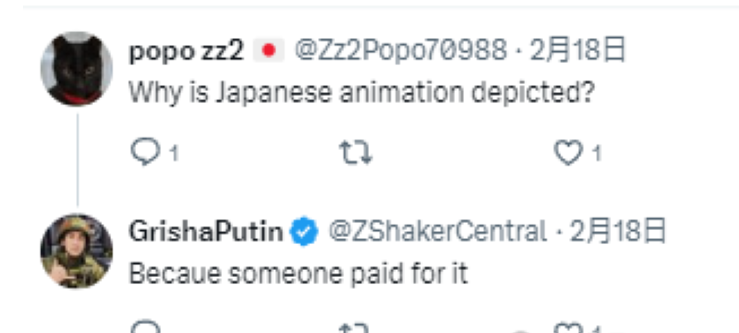 popo zz2 🇯🇵 @Zz2Popo70988 · 2月18日
Why is Japanese animation depicted?
1 1
GrishaPutin @ZShakerCentral · 2月18日
Becaue someone paid for it